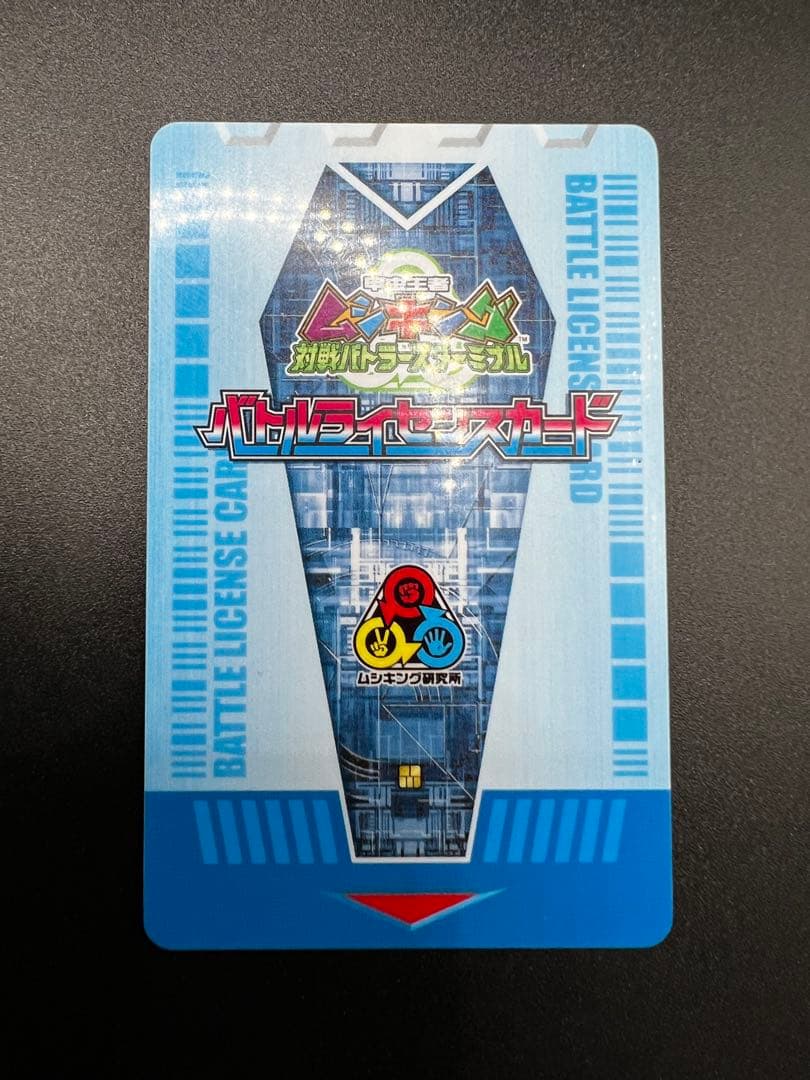 甲虫王者
ムシキング
TM
対戦バトラーズターミナル
バトルライセンスカード
ムシキング研究所
BATTLE LICENSE CARD
BATTLE LICENSE CARD